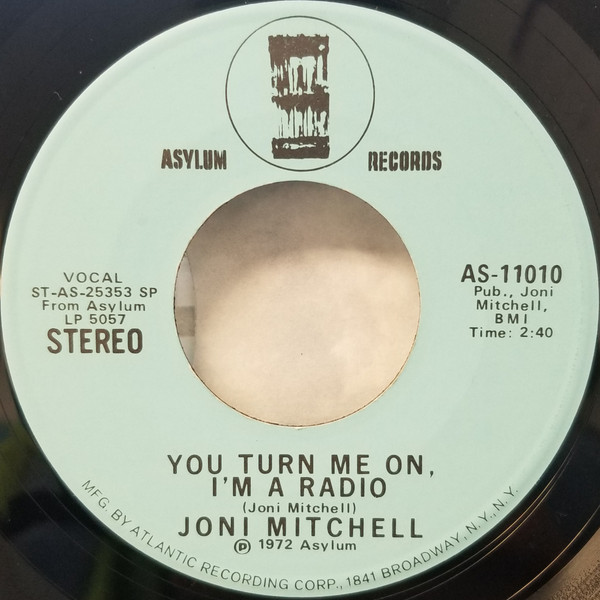 ASYLUM RECORDS
VOCAL
ST-AS-25353 SP
From Asylum
LP 5057
STEREO
AS-11010
Pub., Joni
Mitchell,
BMI
Time: 2:40
YOU TURN ME ON,
I'M A RADIO
(Joni Mitchell)
JONI MITCHELL
℗ 1972 Asylum
MFG. BY ATLANTIC RECORDING CORP., 1841 BROADWAY, N.Y., N.Y.